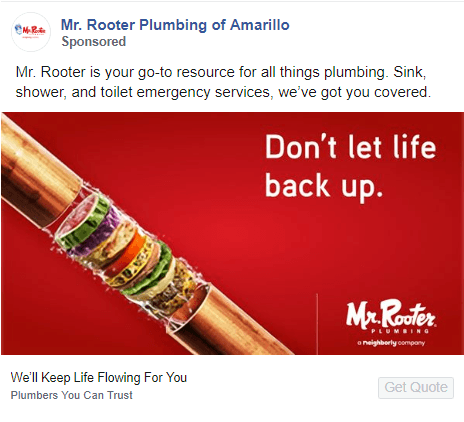 Mr. Rooter Plumbing of Amarillo
Sponsored
Mr. Rooter is your go-to resource for all things plumbing. Sink,
shower, and toilet emergency services, we've got you covered.
Don't let life
back up.
Mr. Rooter
PLUMBING
a neighborly company
We'll Keep Life Flowing For You
Plumbers You Can Trust
Get Quote